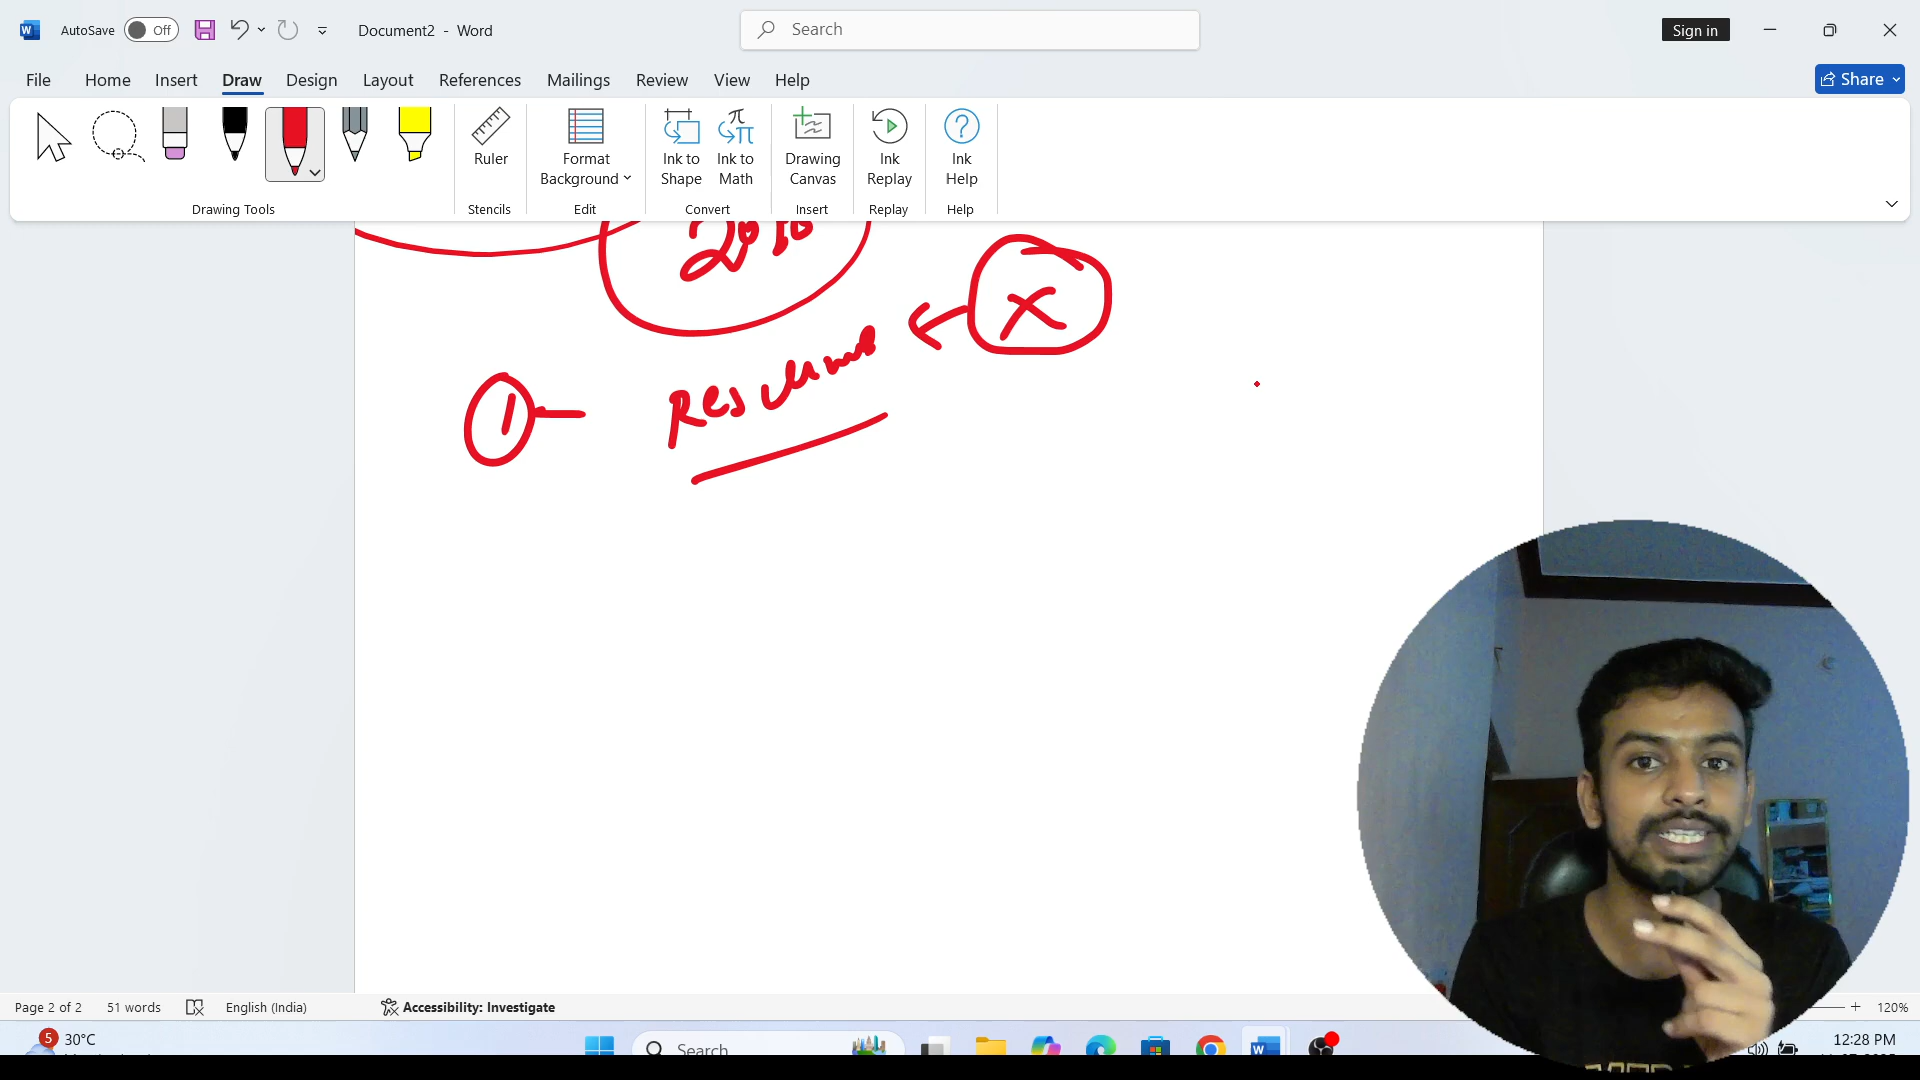 AutoSave Off Document2 - Word Search Sign in
File Home Insert Draw Design Layout References Mailings Review View Help Share
Ruler
Format Background
Ink to Shape
Ink to Math
Drawing Canvas
Ink Replay
Ink Help
Drawing Tools Stencils Edit Convert Insert Replay Help
X
1 - Resume
Page 2 of 2 51 words English (India) Accessibility: Investigate 120%
5 30°C Search 12:28 PM